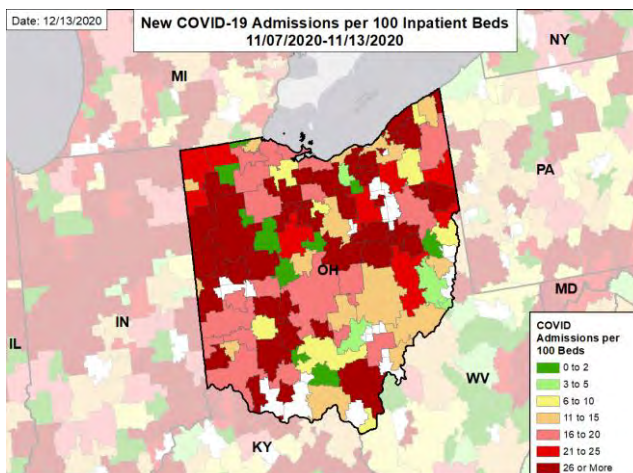 Date: 12/13/2020
New COVID-19 Admissions per 100 Inpatient Beds
11/07/2020-11/13/2020
NY
MI
PA
OH
MD
IN
IL
WV
KY
COVID
Admissions per
100 Beds
0 to 2
3 to 5
6 to 10
11 to 15
16 to 20
21 to 25
26 or More